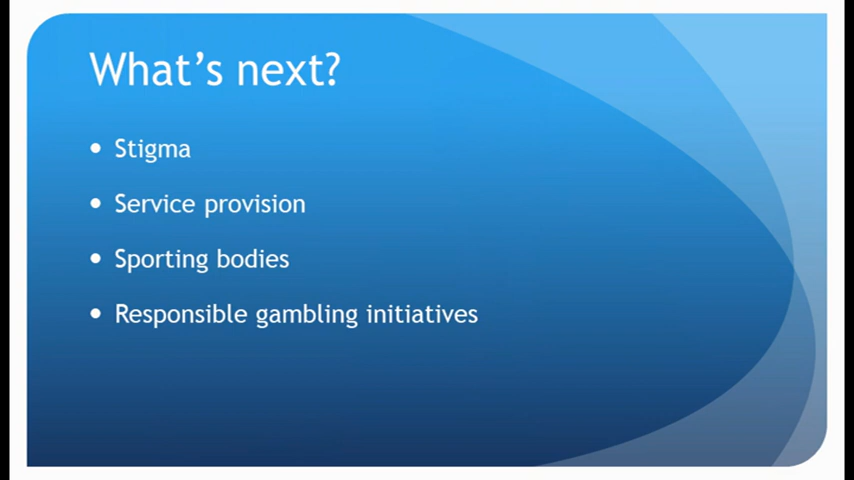 What's next?
• Stigma
• Service provision
• Sporting bodies
• Responsible gambling initiatives